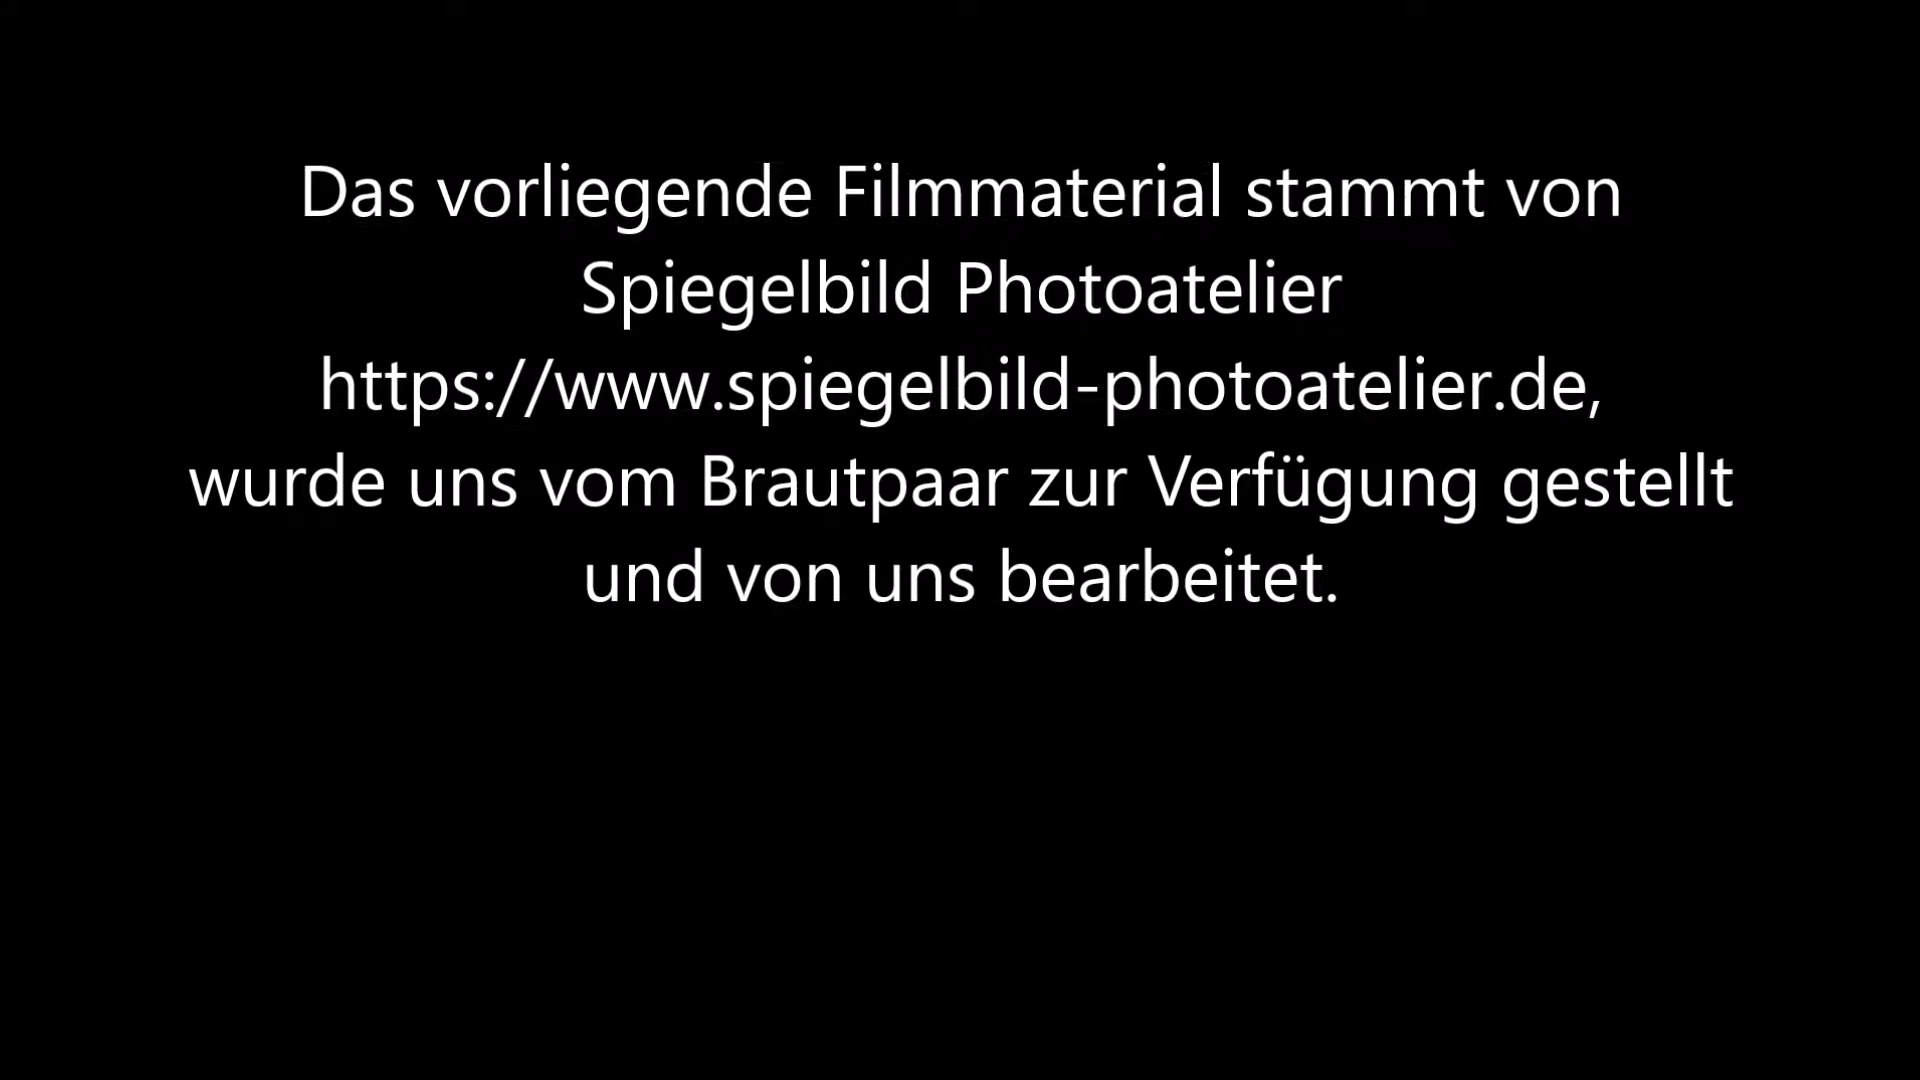 Das vorliegende Filmmaterial stammt von
Spiegelbild Photoatelier
https://www.spiegelbild-photoatelier.de,
wurde uns vom Brautpaar zur Verfügung gestellt
und von uns bearbeitet.